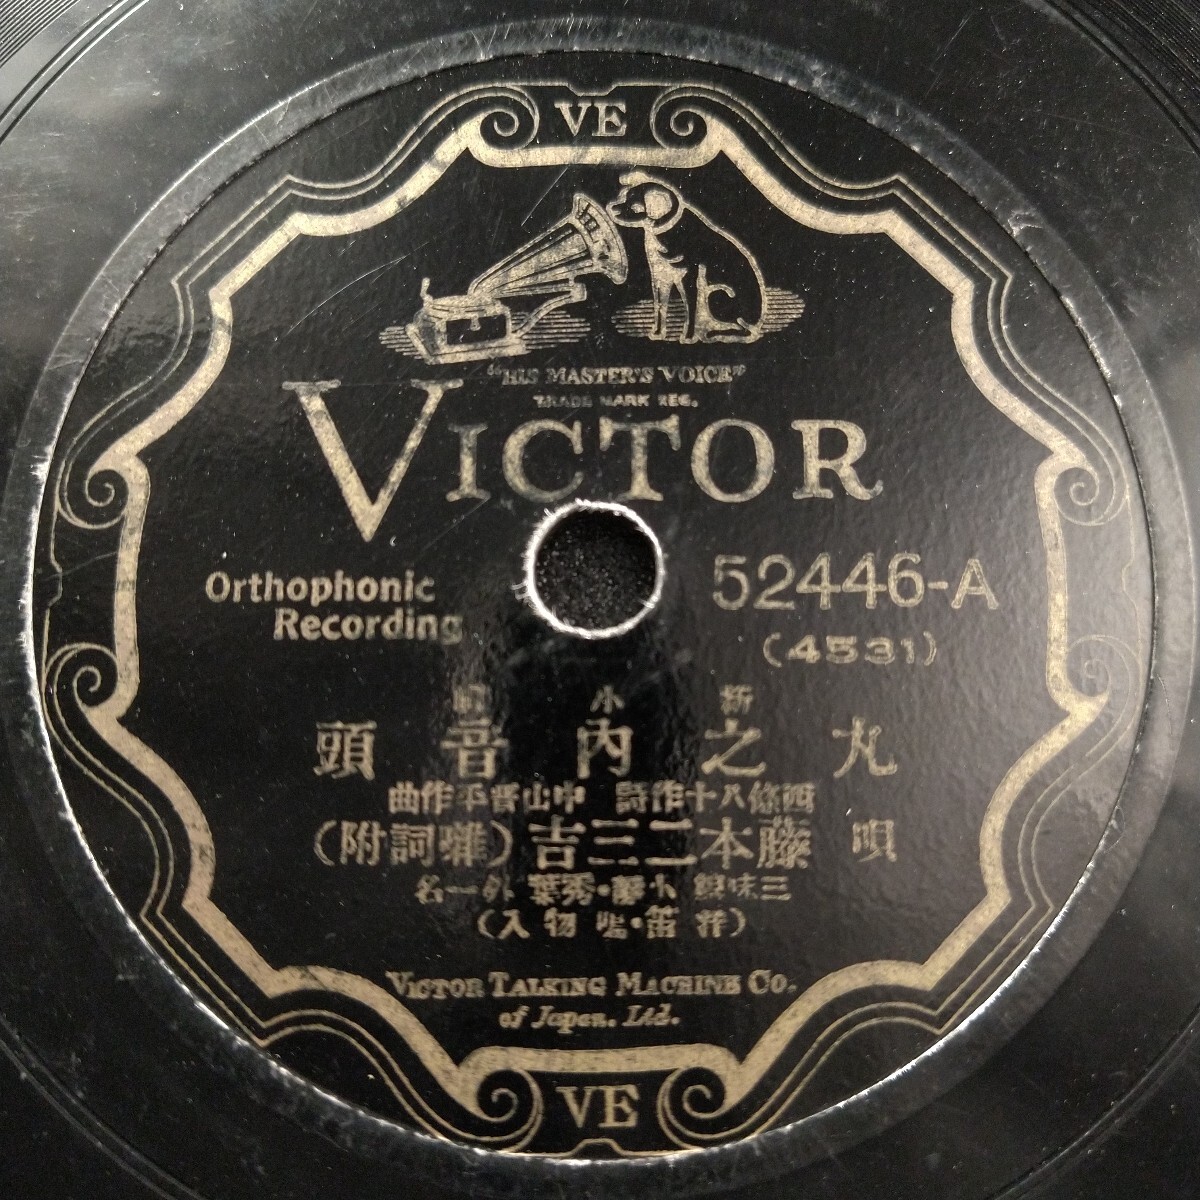 VE
"HIS MASTER'S VOICE"
TRADE MARK REG.
VICTOR
Orthophonic
Recording
52446-A
(4531)
新小唄
丸之内音頭
西條八十作詩 中山晋平作曲
唄 藤本二三吉(囃詞附)
三味線 小靜・秀葉 外一名
(笛・鳴物入)
VICTOR TALKING MACHINE CO.
of Japan. Ltd.
VE